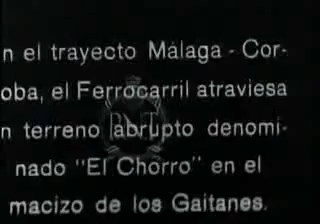 n el trayecto Málaga - Cor-
oba, el Ferrocarril atraviesa
n terreno abrupto denomi-
nado "El Chorro" en el
macizo de los Gaitanes.